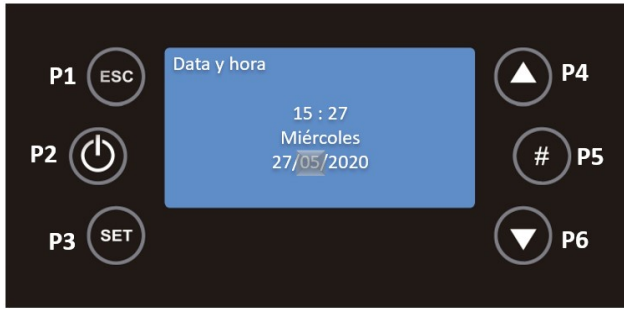 P1
ESC
P2
P3
SET
Data y hora
15 : 27
Miércoles
27/05/2020
P4
#
P5
P6